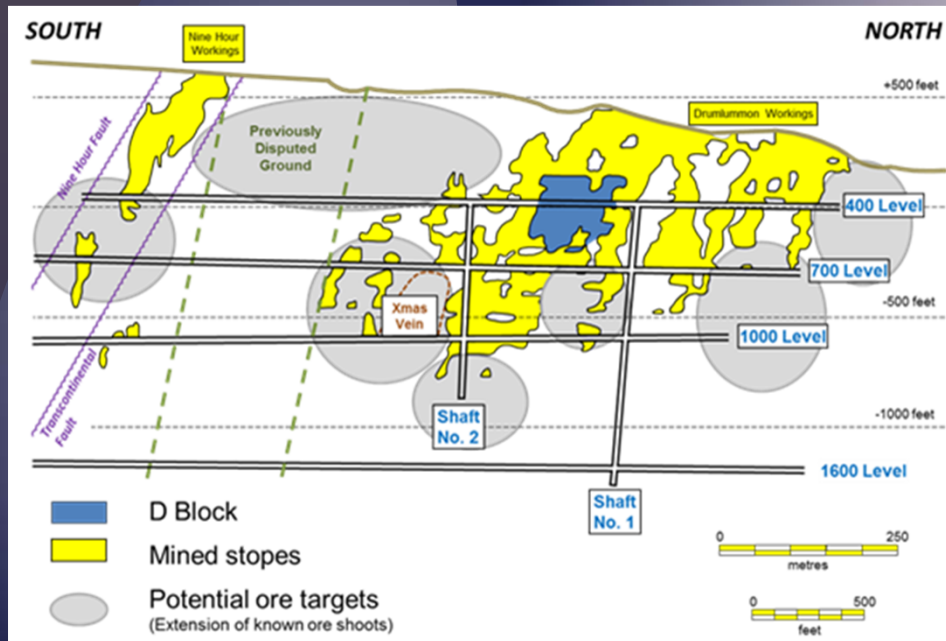 SOUTH
NORTH
Nine Hour
Workings
+500 feet
Drumlummon Workings
Previously
Disputed
Ground
Nine Hour Fault
400 Level
700 Level
Xmas
Vein
-500 feet
1000 Level
Transcontinental
Fault
Shaft
No. 2
-1000 feet
1600 Level
Shaft
No. 1
D Block
Mined stopes
Potential ore targets
(Extension of known ore shoots)
0 250
metres
0 500
feet